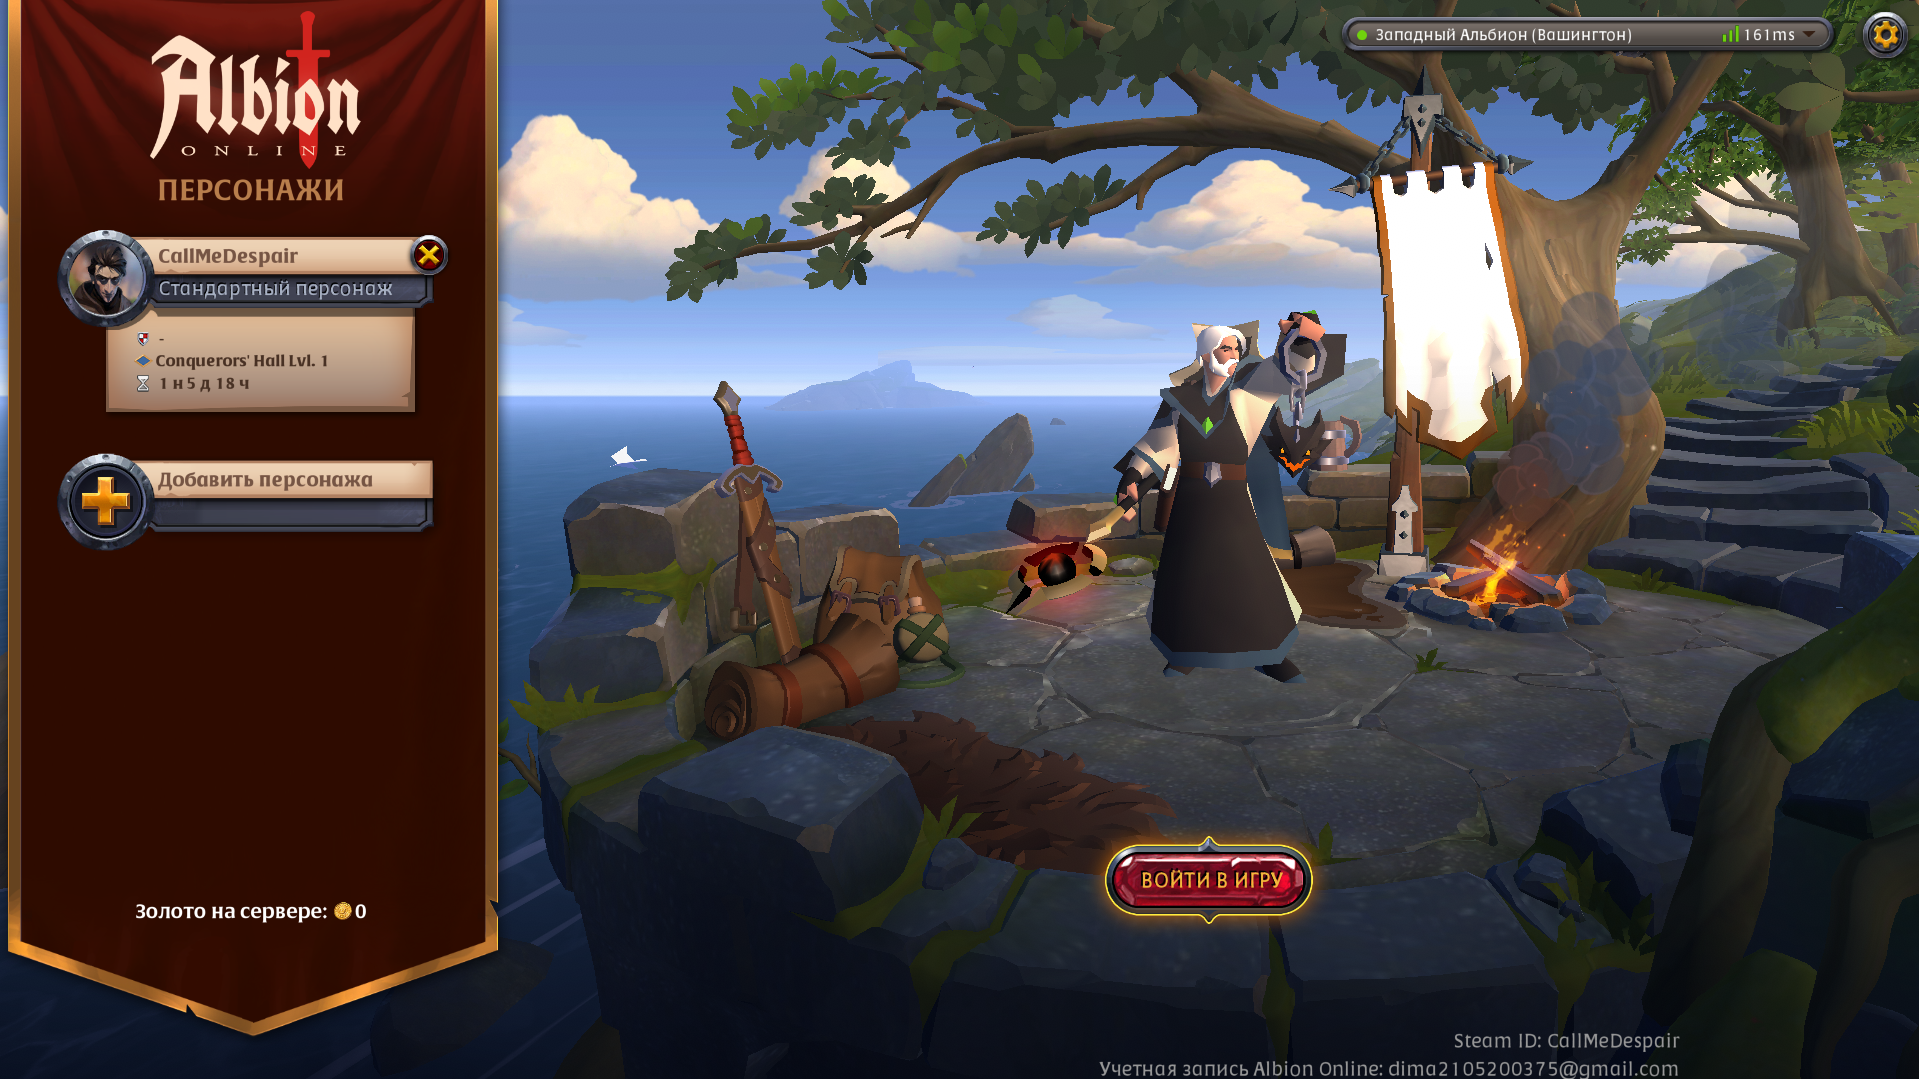 Albion
ONLINE
ПЕРСОНАЖИ
CallMeDespair
Стандартный персонаж
-
Conquerors' Hall Lvl. 1
1 н 5 д 18 ч
Добавить персонажа
Золото на сервере: 0
Западный Альбион (Вашингтон) 161ms
ВОЙТИ В ИГРУ
Steam ID: CallMeDespair
Учетная запись Albion Online: dima2105200375@gmail.com